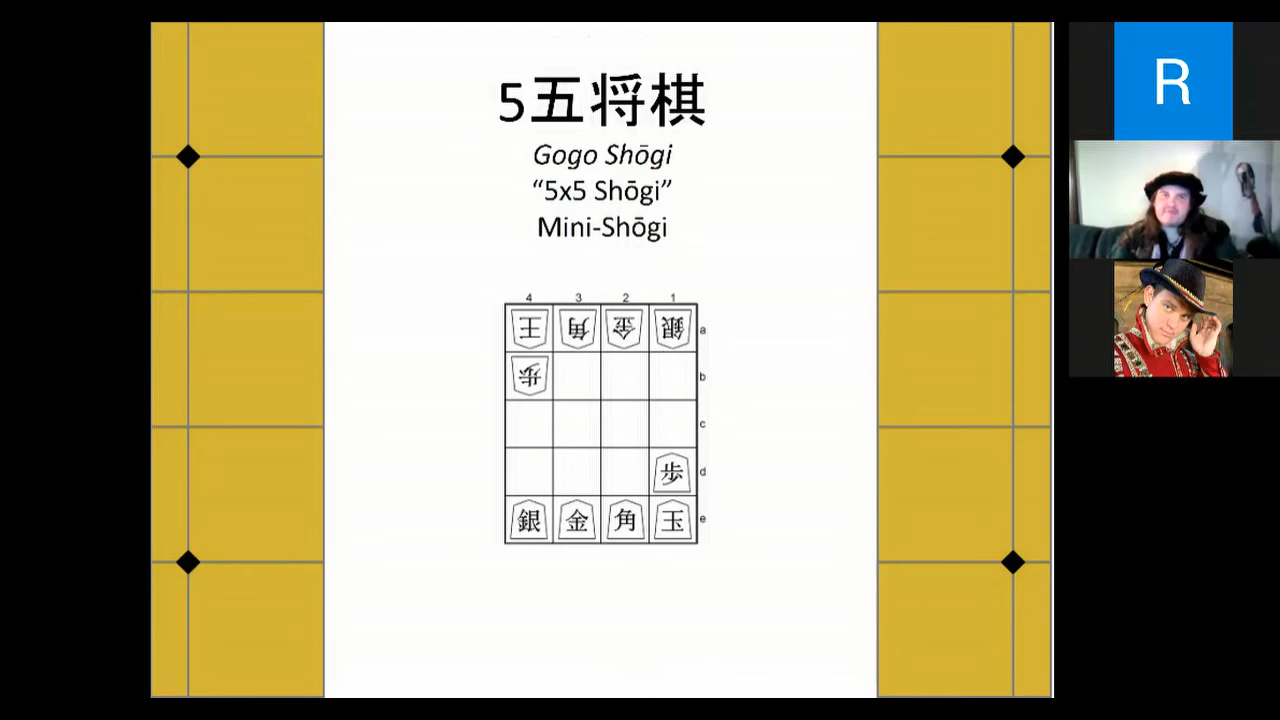 5五将棋
Gogo Shōgi
“5x5 Shōgi”
Mini-Shōgi
4 3 2 1
王 角 金 銀 a
歩 b
c
歩 d
銀 金 角 玉 e
R